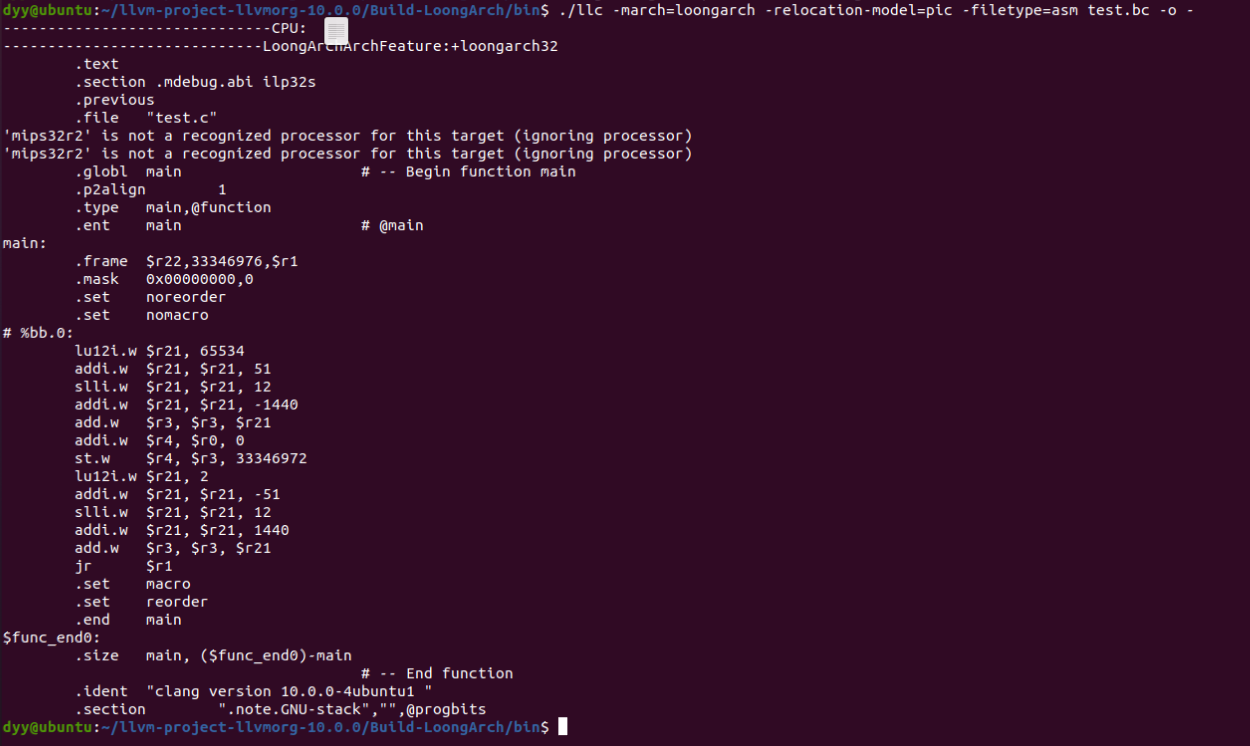 dyy@ubuntu:~/llvm-project-llvmorg-10.0.0/Build-LoongArch/bin$ ./llc -march=loongarch -relocation-model=pic -filetype=asm test.bc -o -
------------------------------CPU:
-----------------------------LoongArchArchFeature:+loongarch32
        .text
        .section .mdebug.abi ilp32s
        .previous
        .file   "test.c"
'mips32r2' is not a recognized processor for this target (ignoring processor)
'mips32r2' is not a recognized processor for this target (ignoring processor)
        .globl  main                    # -- Begin function main
        .p2align        1
        .type   main,@function
        .ent    main                    # @main
main:
        .frame  $r22,33346976,$r1
        .mask   0x00000000,0
        .set    noreorder
        .set    nomacro
# %bb.0:
        lu12i.w $r21, 65534
        addi.w  $r21, $r21, 51
        slli.w  $r21, $r21, 12
        addi.w  $r21, $r21, -1440
        add.w   $r3, $r3, $r21
        addi.w  $r4, $r0, 0
        st.w    $r4, $r3, 33346972
        lu12i.w $r21, 2
        addi.w  $r21, $r21, -51
        slli.w  $r21, $r21, 12
        addi.w  $r21, $r21, 1440
        add.w   $r3, $r3, $r21
        jr      $r1
        .set    macro
        .set    reorder
        .end    main
$func_end0:
        .size   main, ($func_end0)-main
                                        # -- End function
        .ident  "clang version 10.0.0-4ubuntu1 "
        .section        ".note.GNU-stack","",@progbits
dyy@ubuntu:~/llvm-project-llvmorg-10.0.0/Build-LoongArch/bin$